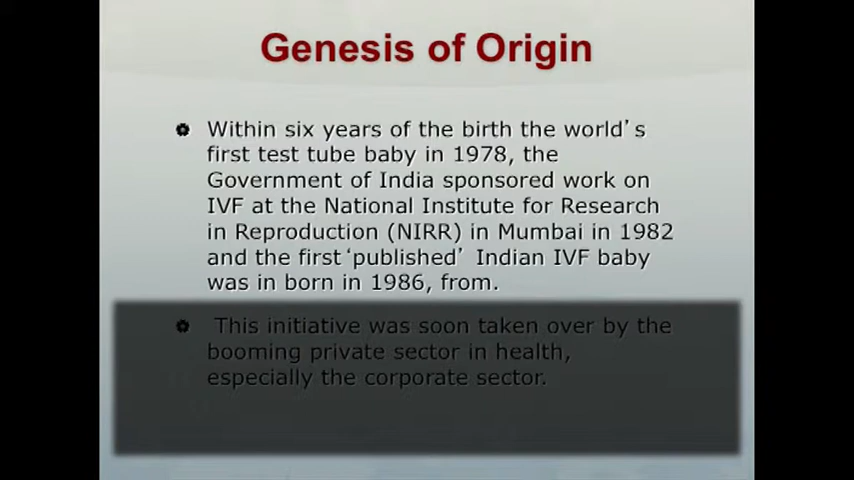 Genesis of Origin
Within six years of the birth the world's
first test tube baby in 1978, the
Government of India sponsored work on
IVF at the National Institute for Research
in Reproduction (NIRR) in Mumbai in 1982
and the first 'published' Indian IVF baby
was in born in 1986, from.
This initiative was soon taken over by the
booming private sector in health,
especially the corporate sector.